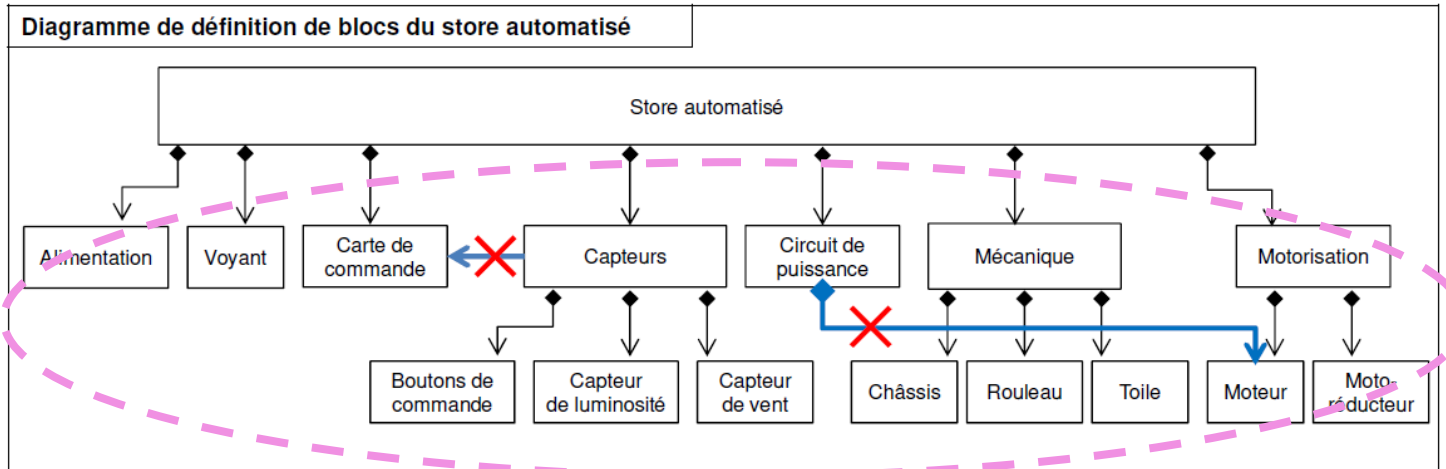 Diagramme de définition de blocs du store automatisé
Store automatisé
Alimentation
Voyant
Carte de
commande
Capteurs
Circuit de
puissance
Mécanique
Motorisation
Boutons de
commande
Capteur
de luminosité
Capteur
de vent
Châssis
Rouleau
Toile
Moteur
Moto-
réducteur